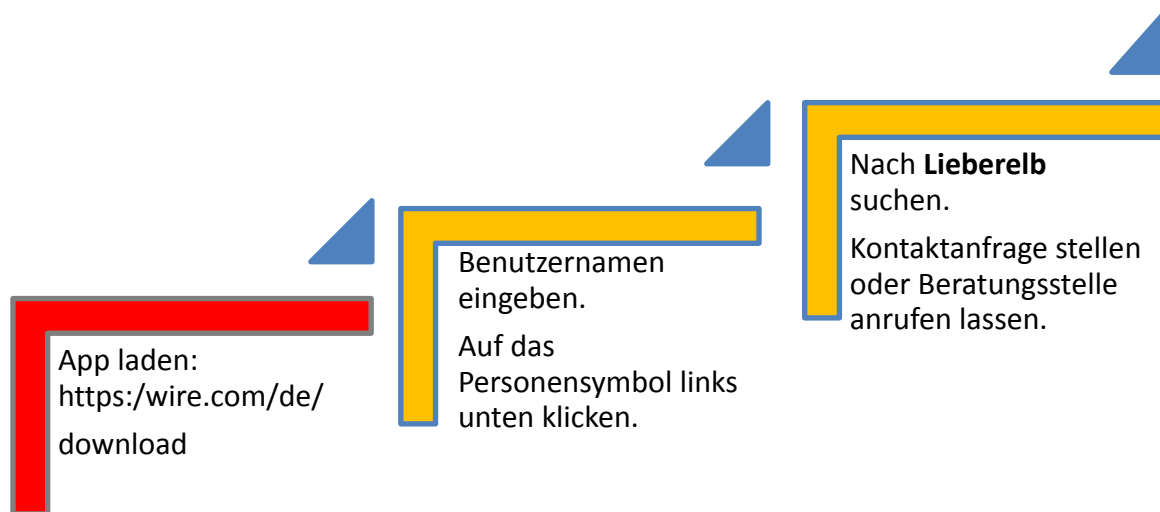 App laden:
https:/wire.com/de/
download
Benutzernamen
eingeben.
Auf das
Personensymbol links
unten klicken.
Nach Lieberelb
suchen.
Kontaktanfrage stellen
oder Beratungsstelle
anrufen lassen.